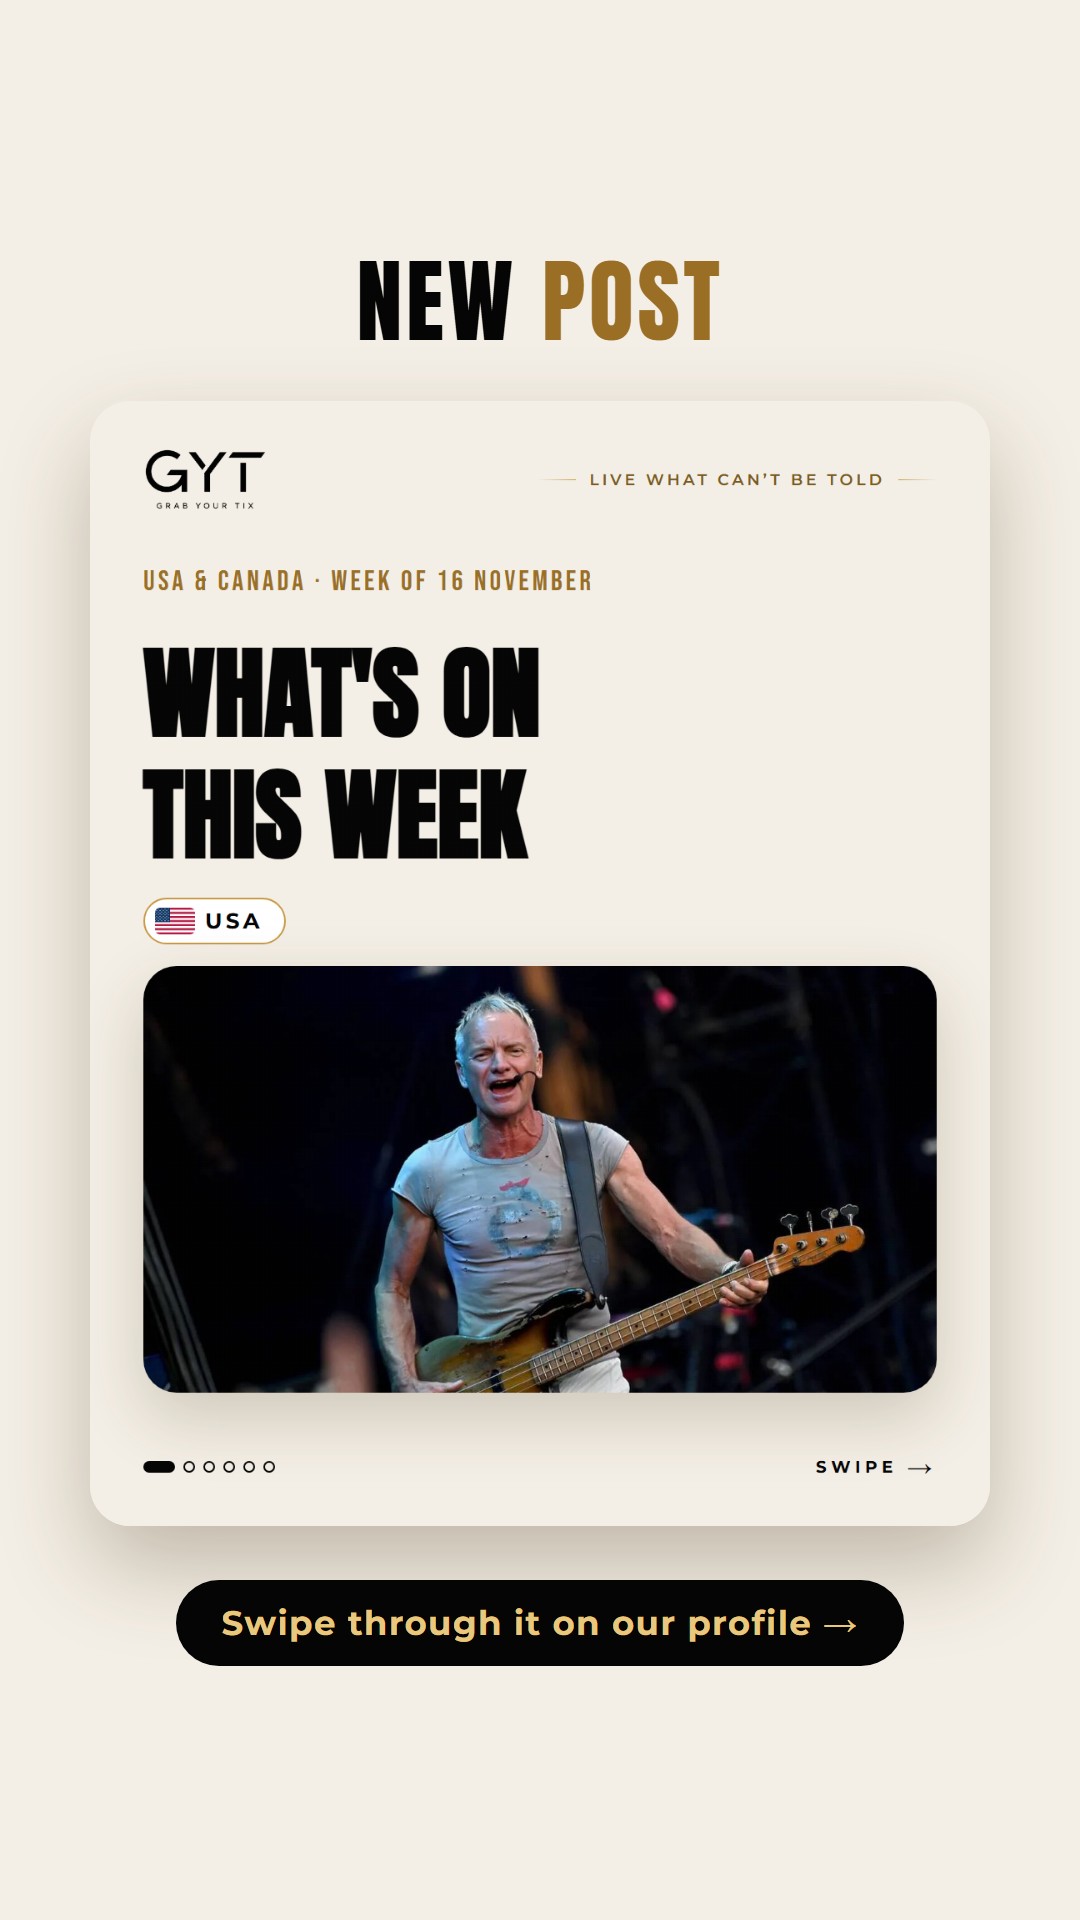 NEW POST
GYT
GRAB YOUR TIX
LIVE WHAT CAN’T BE TOLD
USA & CANADA · WEEK OF 16 NOVEMBER
WHAT'S ON
THIS WEEK
USA
SWIPE →
Swipe through it on our profile →